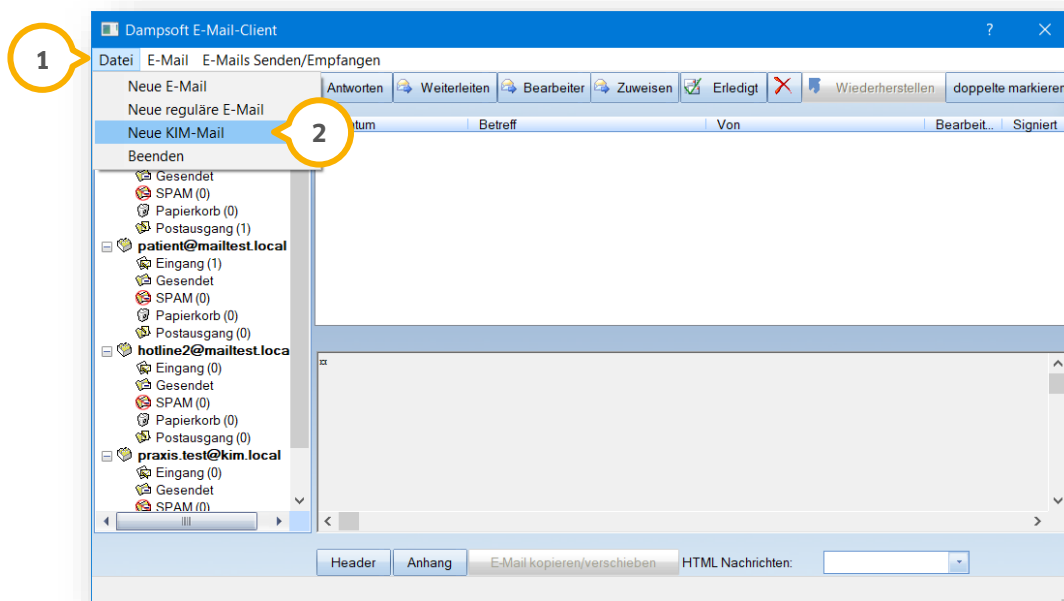 Dampsoft E-Mail-Client
?
1
Datei E-Mail E-Mails Senden/Empfangen
Neue E-Mail
Neue reguläre E-Mail
Neue KIM-Mail
Beenden
2
Antworten Weiterleiten Bearbeiter Zuweisen Erledigt Wiederherstellen doppelte markieren
Betreff Von Bearbeit... Signiert
Gesendet
SPAM (0)
Papierkorb (0)
Postausgang (1)
patient@mailtest.local
Eingang (1)
Gesendet
SPAM (0)
Papierkorb (0)
Postausgang (0)
hotline2@mailtest.loca
Eingang (0)
Gesendet
SPAM (0)
Papierkorb (0)
Postausgang (0)
praxis.test@kim.local
Eingang (0)
Gesendet
SPAM (0)
¤
Header Anhang E-Mail kopieren/verschieben HTML Nachrichten: